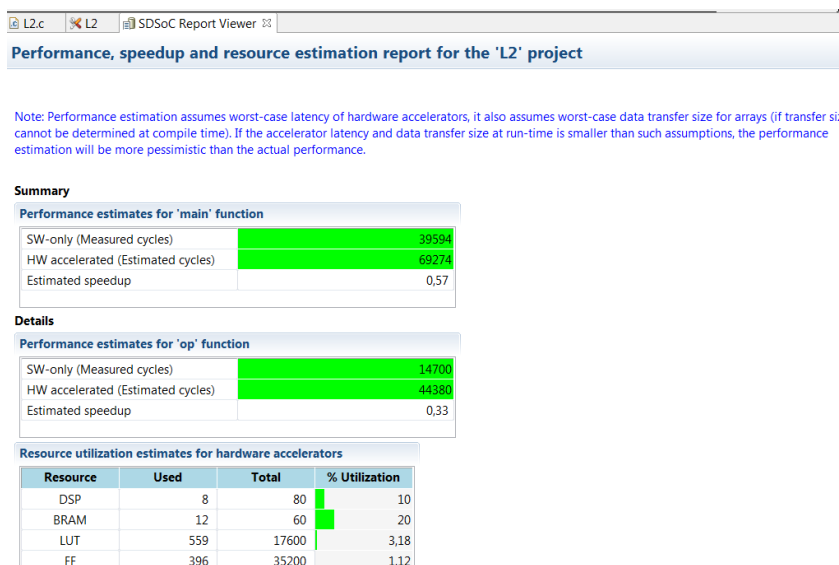 L2.c L2 SDSoC Report Viewer
Performance, speedup and resource estimation report for the 'L2' project
Note: Performance estimation assumes worst-case latency of hardware accelerators, it also assumes worst-case data transfer size for arrays (if transfer
cannot be determined at compile time). If the accelerator latency and data transfer size at run-time is smaller than such assumptions, the performance
estimation will be more pessimistic than the actual performance.
Summary
Performance estimates for 'main' function
SW-only (Measured cycles) 39594
HW accelerated (Estimated cycles) 69274
Estimated speedup 0,57
Details
Performance estimates for 'op' function
SW-only (Measured cycles) 14700
HW accelerated (Estimated cycles) 44380
Estimated speedup 0,33
Resource utilization estimates for hardware accelerators
Resource Used Total % Utilization
DSP 8 80 10
BRAM 12 60 20
LUT 559 17600 3,18
FF 396 35200 1,12